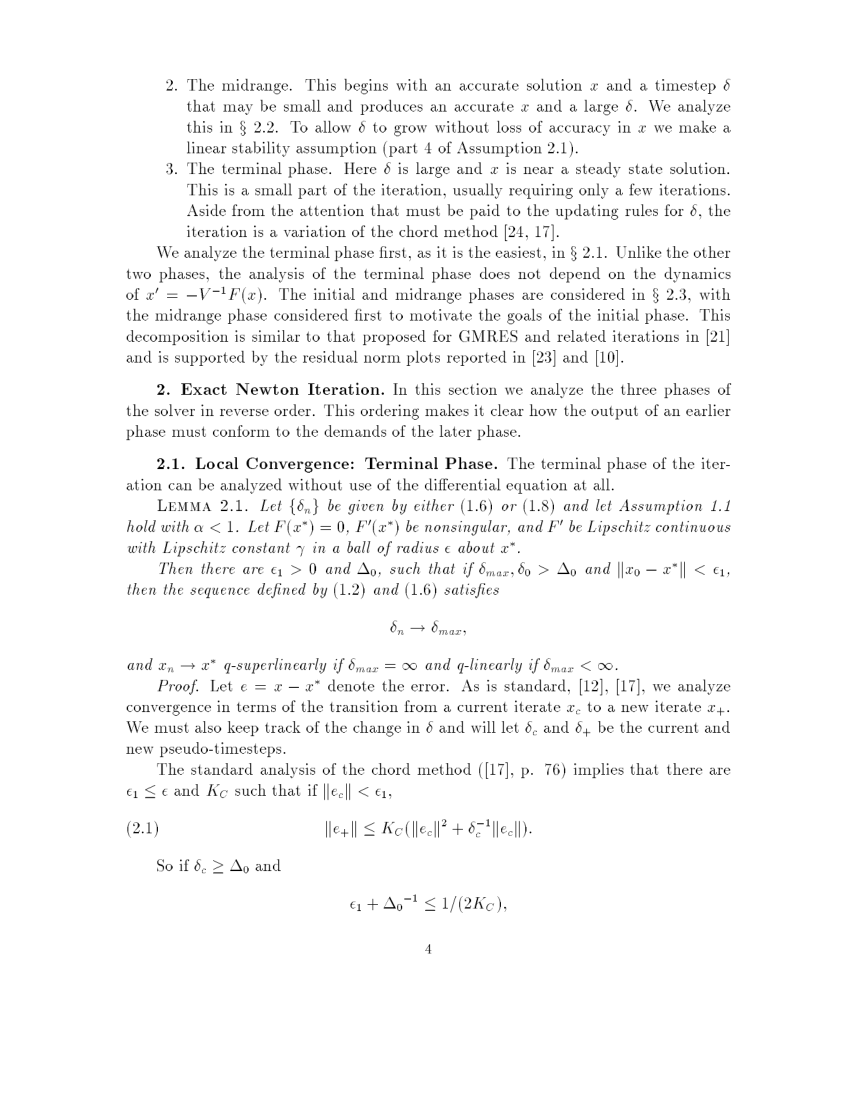 2. The midrange. This begins with an accurate solution x and a timestep δ
that may be small and produces an accurate x and a large δ. We analyze
this in § 2.2. To allow δ to grow without loss of accuracy in x we make a
linear stability assumption (part 4 of Assumption 2.1).
3. The terminal phase. Here δ is large and x is near a steady state solution.
This is a small part of the iteration, usually requiring only a few iterations.
Aside from the attention that must be paid to the updating rules for δ, the
iteration is a variation of the chord method [24, 17].
We analyze the terminal phase first, as it is the easiest, in § 2.1. Unlike the other
two phases, the analysis of the terminal phase does not depend on the dynamics
of x′ = −V⁻¹F(x). The initial and midrange phases are considered in § 2.3, with
the midrange phase considered first to motivate the goals of the initial phase. This
decomposition is similar to that proposed for GMRES and related iterations in [21]
and is supported by the residual norm plots reported in [23] and [10].
2. Exact Newton Iteration. In this section we analyze the three phases of
the solver in reverse order. This ordering makes it clear how the output of an earlier
phase must conform to the demands of the later phase.
2.1. Local Convergence: Terminal Phase. The terminal phase of the iter-
ation can be analyzed without use of the differential equation at all.
Lemma 2.1. Let {δ_n} be given by either (1.6) or (1.8) and let Assumption 1.1
hold with α < 1. Let F(x*) = 0, F′(x*) be nonsingular, and F′ be Lipschitz continuous
with Lipschitz constant γ in a ball of radius ϵ about x*.
Then there are ϵ₁ > 0 and Δ₀, such that if δ_max, δ₀ > Δ₀ and ‖x₀ − x*‖ < ϵ₁,
then the sequence defined by (1.2) and (1.6) satisfies
δ_n → δ_max,
and x_n → x* q-superlinearly if δ_max = ∞ and q-linearly if δ_max < ∞.
Proof. Let e = x − x* denote the error. As is standard, [12], [17], we analyze
convergence in terms of the transition from a current iterate x_c to a new iterate x₊.
We must also keep track of the change in δ and will let δ_c and δ₊ be the current and
new pseudo-timesteps.
The standard analysis of the chord method ([17], p. 76) implies that there are
ϵ₁ ≤ ϵ and K_C such that if ‖e_c‖ < ϵ₁,
(2.1) ‖e₊‖ ≤ K_C(‖e_c‖² + δ_c⁻¹‖e_c‖).
So if δ_c ≥ Δ₀ and
ϵ₁ + Δ₀⁻¹ ≤ 1/(2K_C),
4